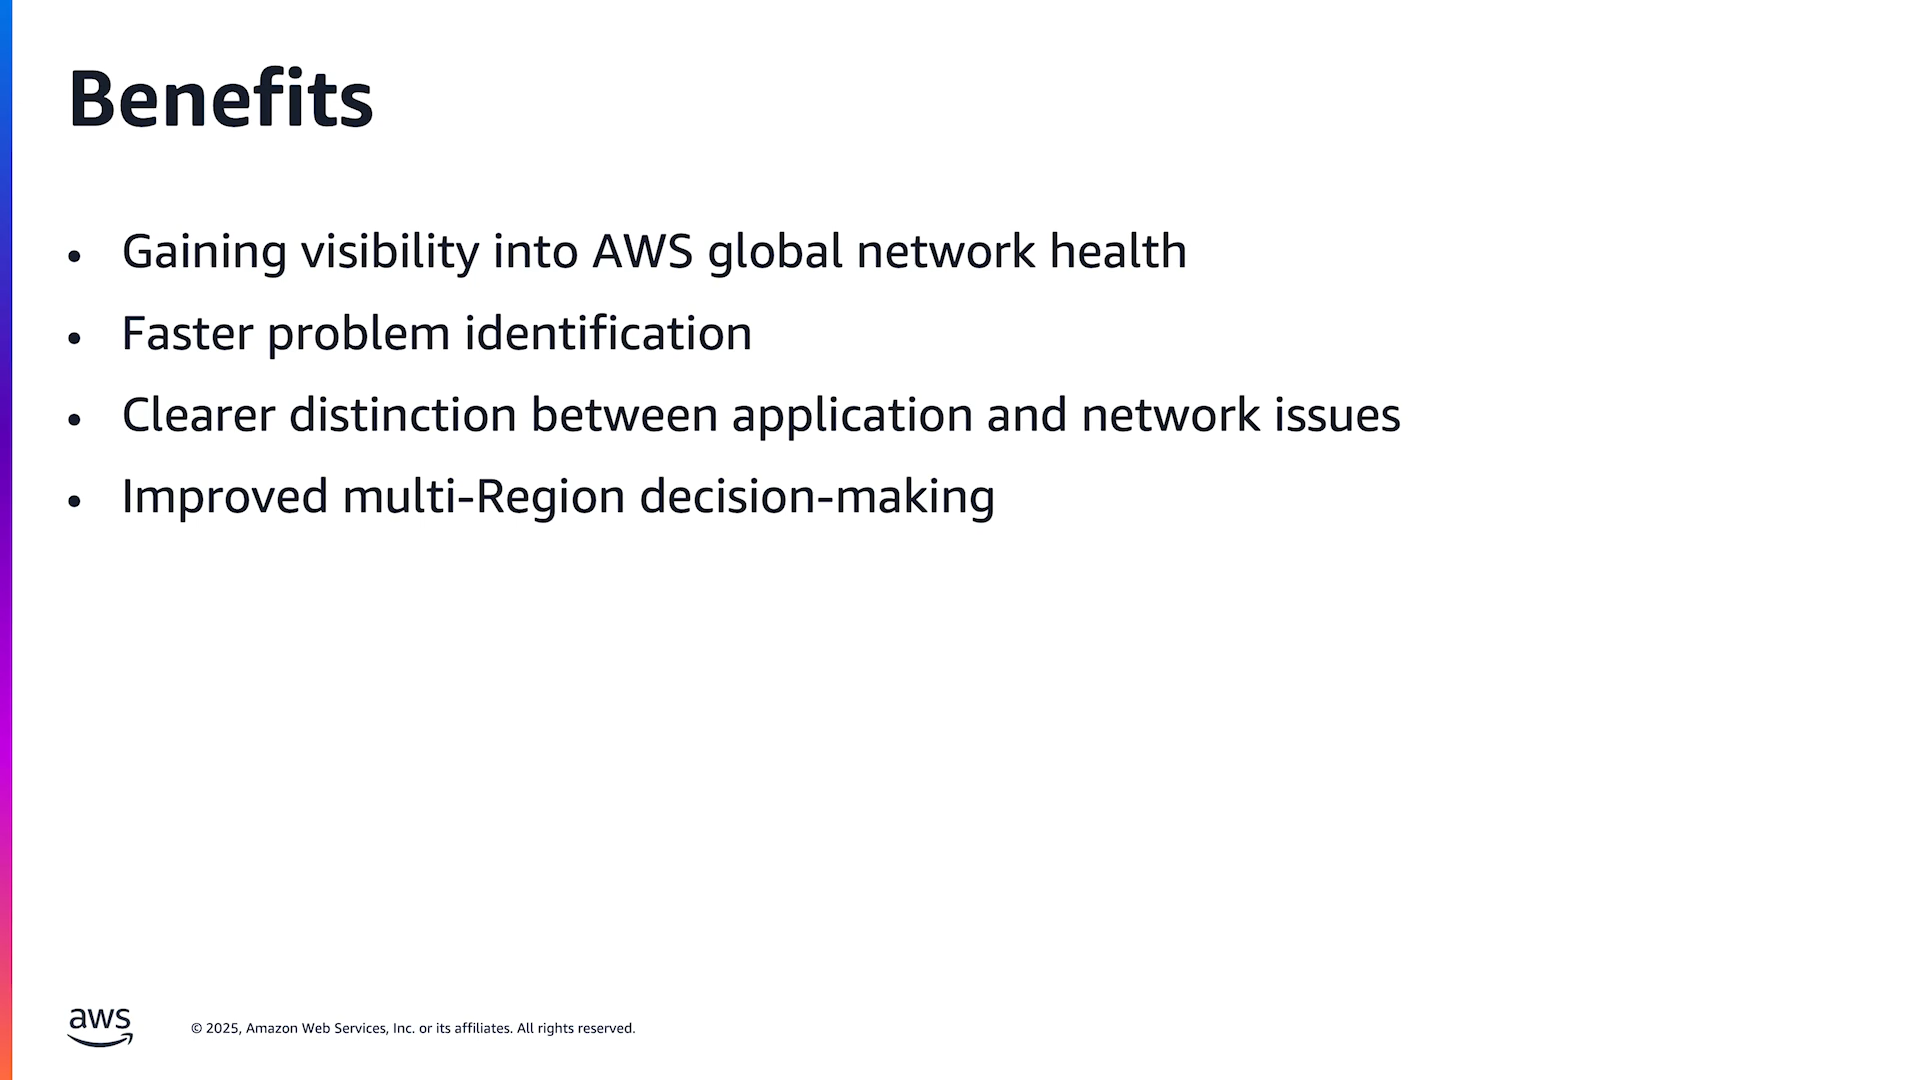 Benefits
• Gaining visibility into AWS global network health
• Faster problem identification
• Clearer distinction between application and network issues
• Improved multi-Region decision-making
aws
© 2025, Amazon Web Services, Inc. or its affiliates. All rights reserved.